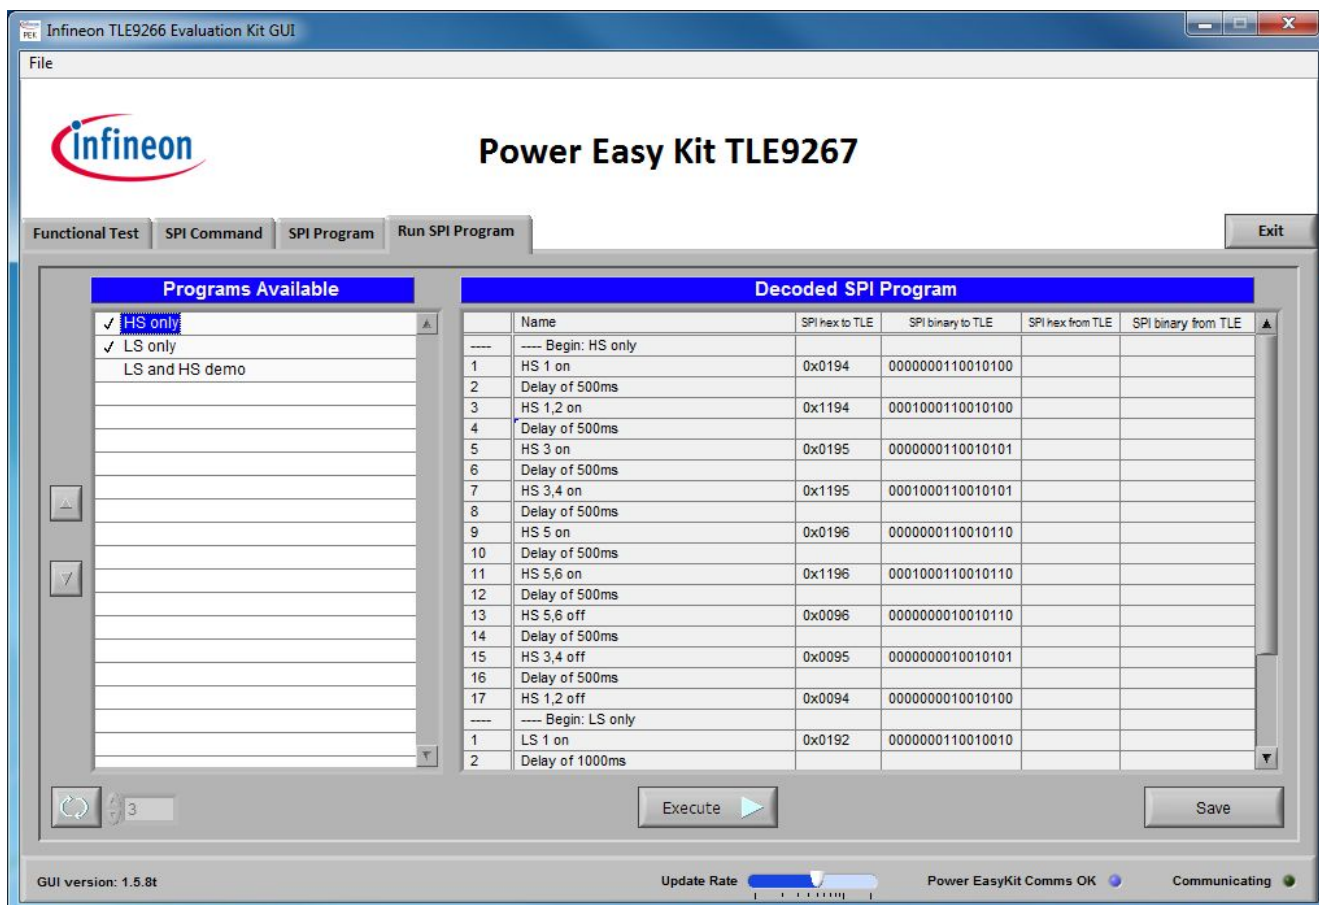 Infineon TLE9266 Evaluation Kit GUI
File
infineon
Power Easy Kit TLE9267
Functional Test SPI Command SPI Program Run SPI Program Exit
Programs Available
✓ HS only
✓ LS only
LS and HS demo
Decoded SPI Program
Name SPI hex to TLE SPI binary to TLE SPI hex from TLE SPI binary from TLE
---- ---- Begin: HS only
1 HS 1 on 0x0194 0000000110010100
2 Delay of 500ms
3 HS 1,2 on 0x1194 0001000110010100
4 Delay of 500ms
5 HS 3 on 0x0195 0000000110010101
6 Delay of 500ms
7 HS 3,4 on 0x1195 0001000110010101
8 Delay of 500ms
9 HS 5 on 0x0196 0000000110010110
10 Delay of 500ms
11 HS 5,6 on 0x1196 0001000110010110
12 Delay of 500ms
13 HS 5,6 off 0x0096 0000000010010110
14 Delay of 500ms
15 HS 3,4 off 0x0095 0000000010010101
16 Delay of 500ms
17 HS 1,2 off 0x0094 0000000010010100
---- ---- Begin: LS only
1 LS 1 on 0x0192 0000000110010010
2 Delay of 1000ms
3
Execute
Save
GUI version: 1.5.8t Update Rate Power EasyKit Comms OK Communicating